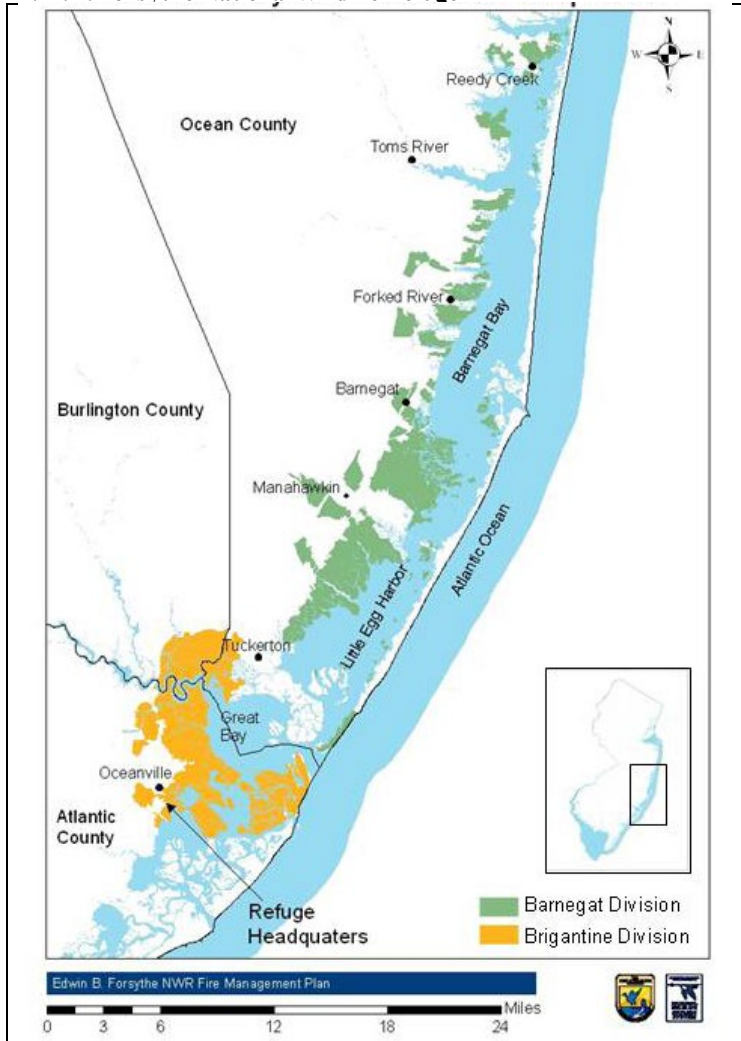 N
W E
S
Reedy Creek
Ocean County
Toms River
Forked River
Barnegat Bay
Barnegat
Burlington County
Manahawkin
Atlantic Ocean
Little Egg Harbor
Tuckerton
Great
Bay
Oceanville
Atlantic
County
Refuge
Headquaters
Barnegat Division
Brigantine Division
Edwin B. Forsythe NWR Fire Management Plan
Miles
0 3 6 12 18 24